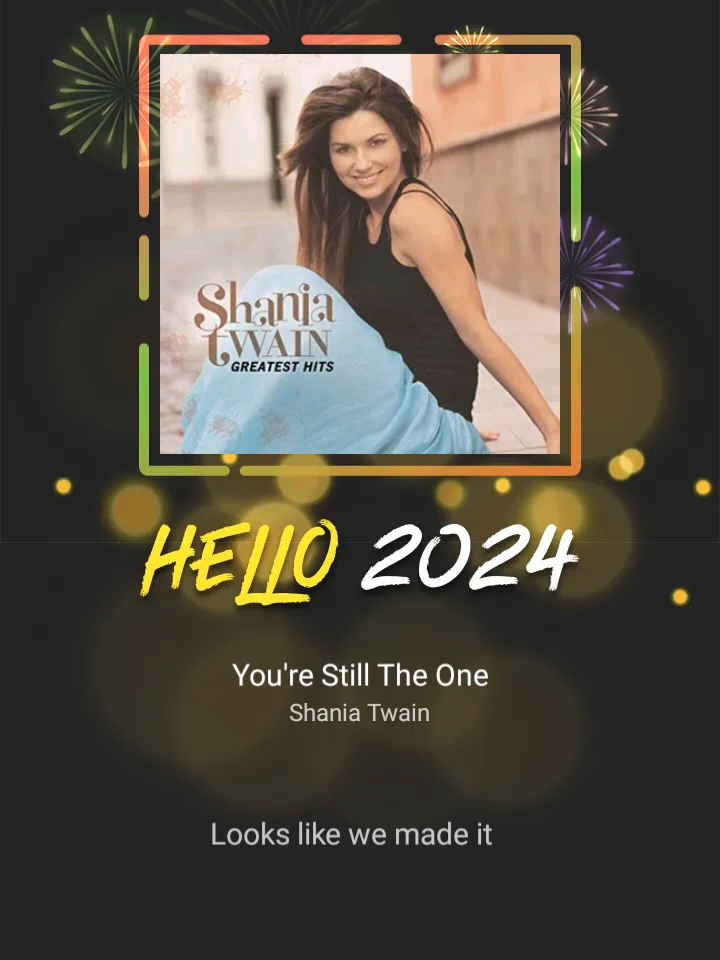 Shania
tWAIN
GREATEST HITS
HELLO 2024
You're Still The One
Shania Twain
Looks like we made it